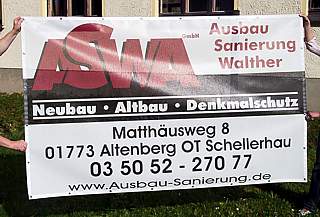 ASWA GmbH
Ausbau
Sanierung
Walther
Neubau · Altbau · Denkmalschutz
Matthäusweg 8
01773 Altenberg OT Schellerhau
03 50 52 - 270 77
www.Ausbau-Sanierung.de